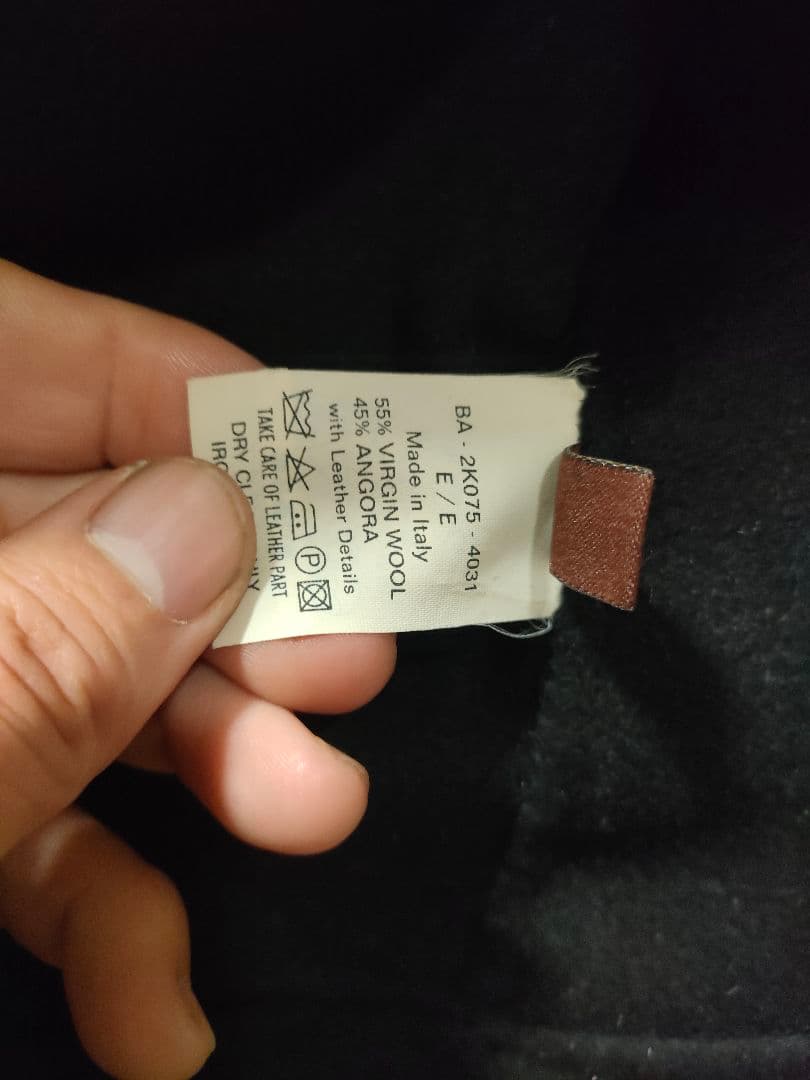 BA - 2K075 - 4031
E / E
Made in Italy
55% VIRGIN WOOL
45% ANGORA
with Leather Details
P
TAKE CARE OF LEATHER PART
DRY